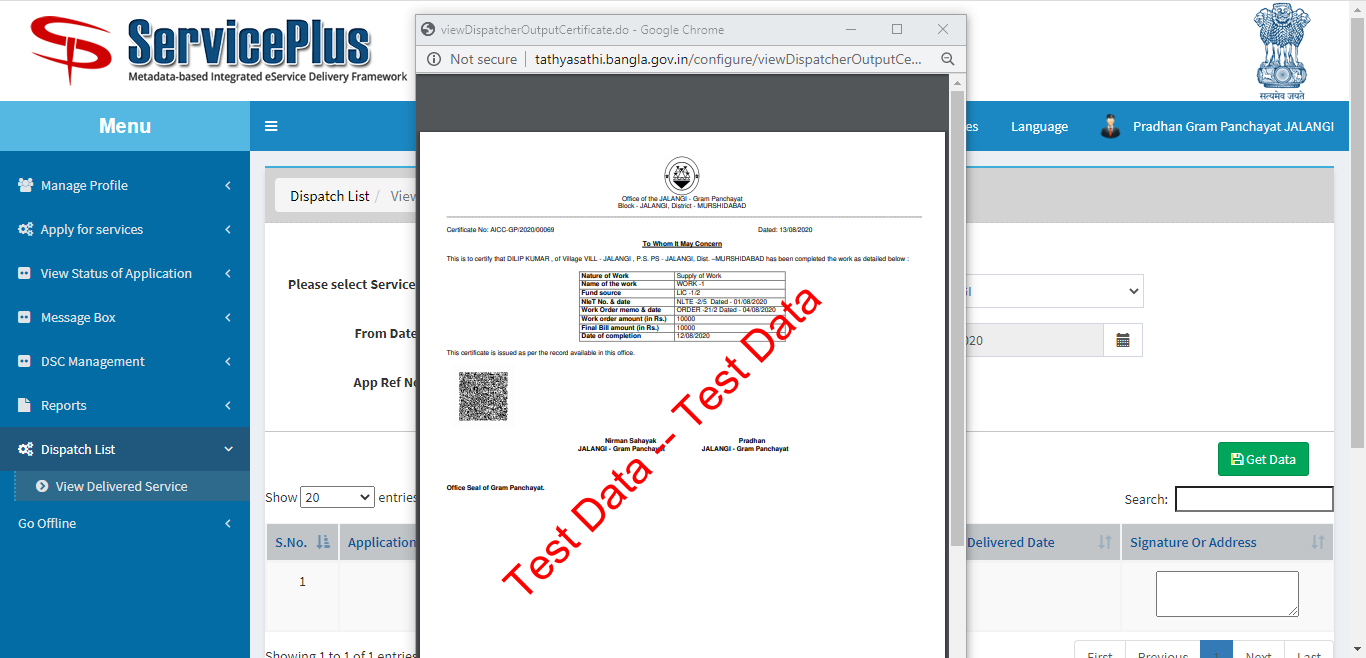 ServicePlus
Metadata-based Integrated eService Delivery Framework
viewDispatcherOutputCertificate.do - Google Chrome
Not secure
tathyasathi.bangla.gov.in/configure/viewDispatcherOutputCe...
सत्यमेव जयते
Menu
es
Language
Pradhan Gram Panchayat JALANGI
Manage Profile
Apply for services
View Status of Application
Message Box
DSC Management
Reports
Dispatch List
View Delivered Service
Go Offline
Dispatch List / View
Please select Service
GI
From Date
020
App Ref No
Get Data
Show 20 entries
Search:
S.No.
Application
Delivered Date
Signature Or Address
1
Showing 1 to 1 of 1 entries
First
Previous
1
Next
Last
Office of the JALANGI - Gram Panchayat
Block - JALANGI, District - MURSHIDABAD
Certificate No: AICC-GP/2020/00069
Dated: 13/08/2020
To Whom It May Concern
This is to certify that DILIP KUMAR , of Village VILL - JALANGI , P.S. PS - JALANGI, Dist. –MURSHIDABAD has been completed the work as detailed below :
Nature of Work Supply of Work
Name of the work WORK -1
Fund source LIC -1/2
NIeT No. & date NLTE -2/5 Dated - 01/08/2020
Work Order memo & date ORDER -21/2 Dated - 04/08/2020
Work order amount (in Rs.) 10000
Final Bill amount (in Rs.) 10000
Date of completion 12/08/2020
This certificate is issued as per the record available in this office.
Nirman Sahayak
JALANGI - Gram Panchayat
Pradhan
JALANGI - Gram Panchayat
Office Seal of Gram Panchayat.
Test Data -- Test Data